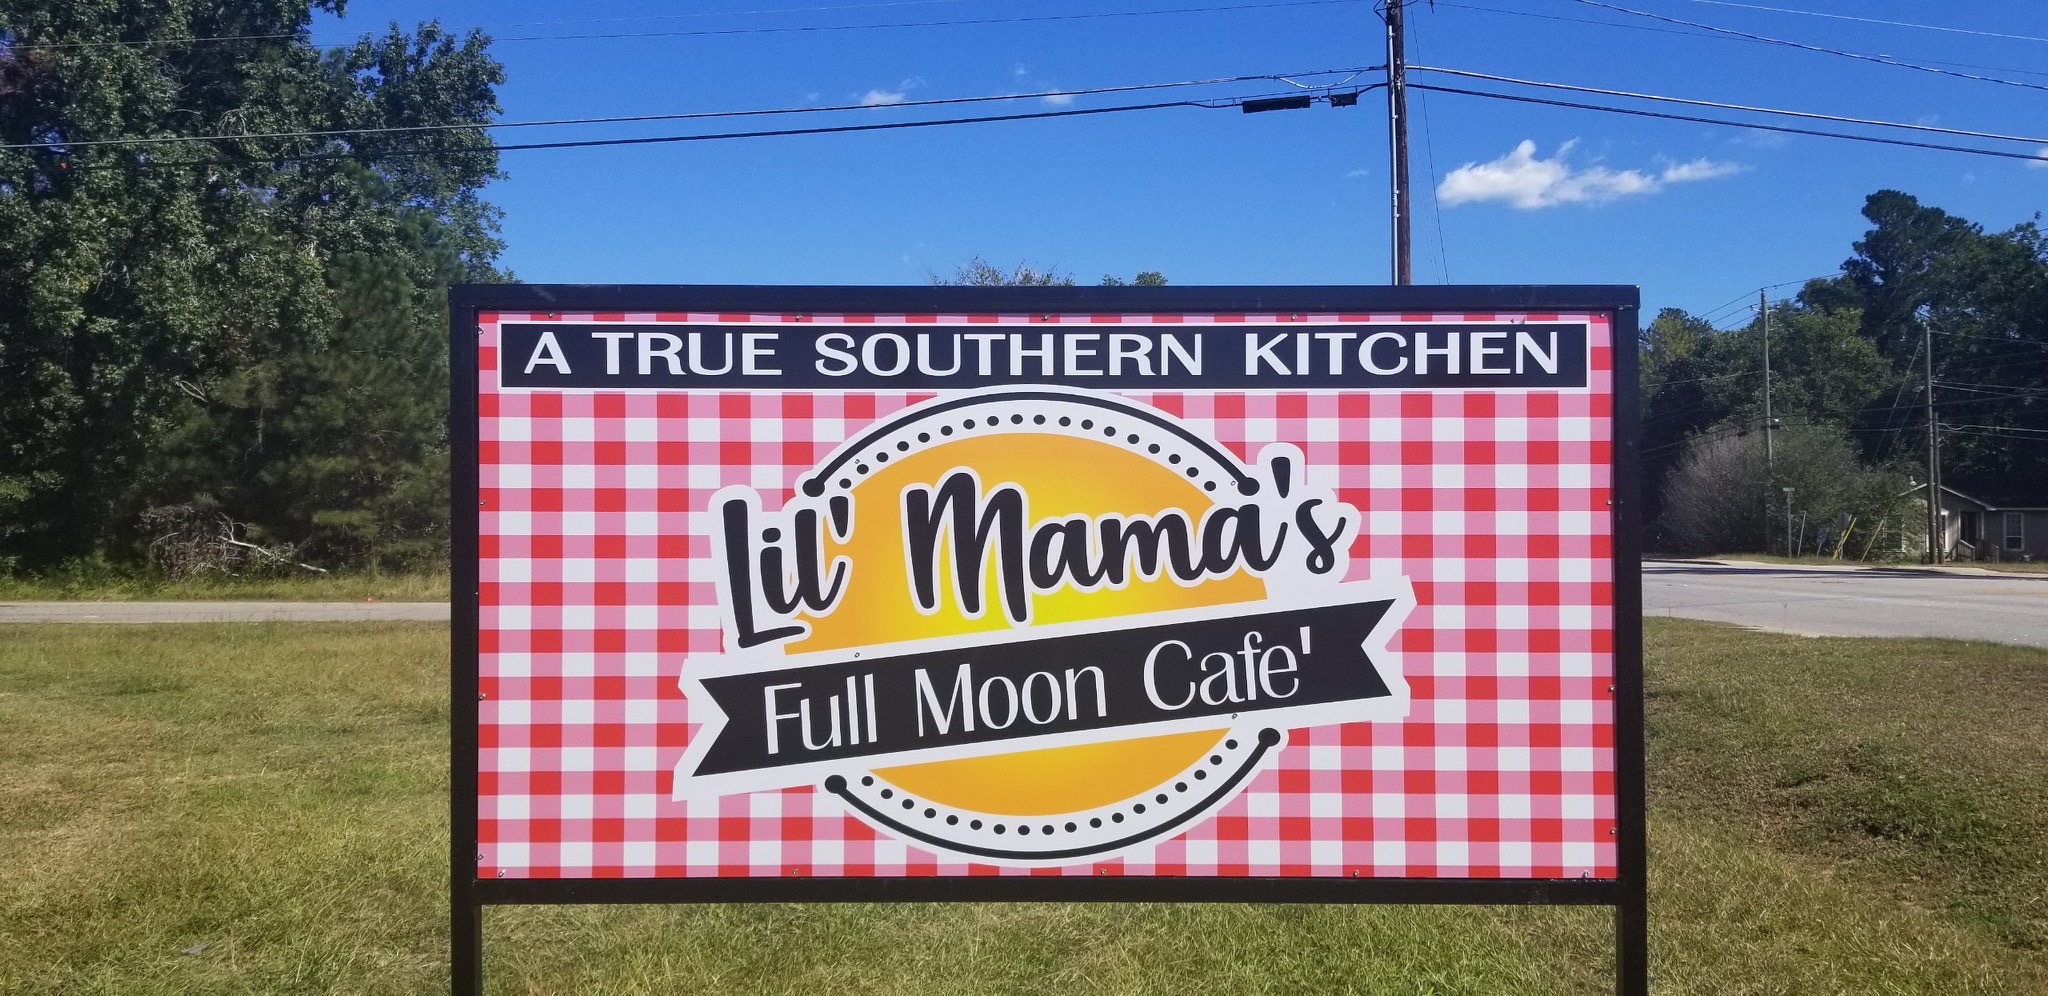 A TRUE SOUTHERN KITCHEN
Lil' Mama's
Full Moon Cafe'